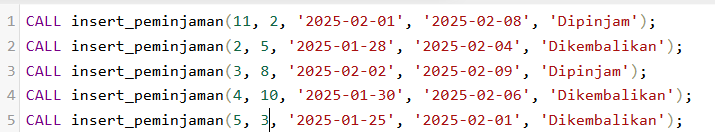 1 CALL insert_peminjaman(11, 2, '2025-02-01', '2025-02-08', 'Dipinjam');
2 CALL insert_peminjaman(2, 5, '2025-01-28', '2025-02-04', 'Dikembalikan');
3 CALL insert_peminjaman(3, 8, '2025-02-02', '2025-02-09', 'Dipinjam');
4 CALL insert_peminjaman(4, 10, '2025-01-30', '2025-02-06', 'Dikembalikan');
5 CALL insert_peminjaman(5, 3, '2025-01-25', '2025-02-01', 'Dikembalikan');